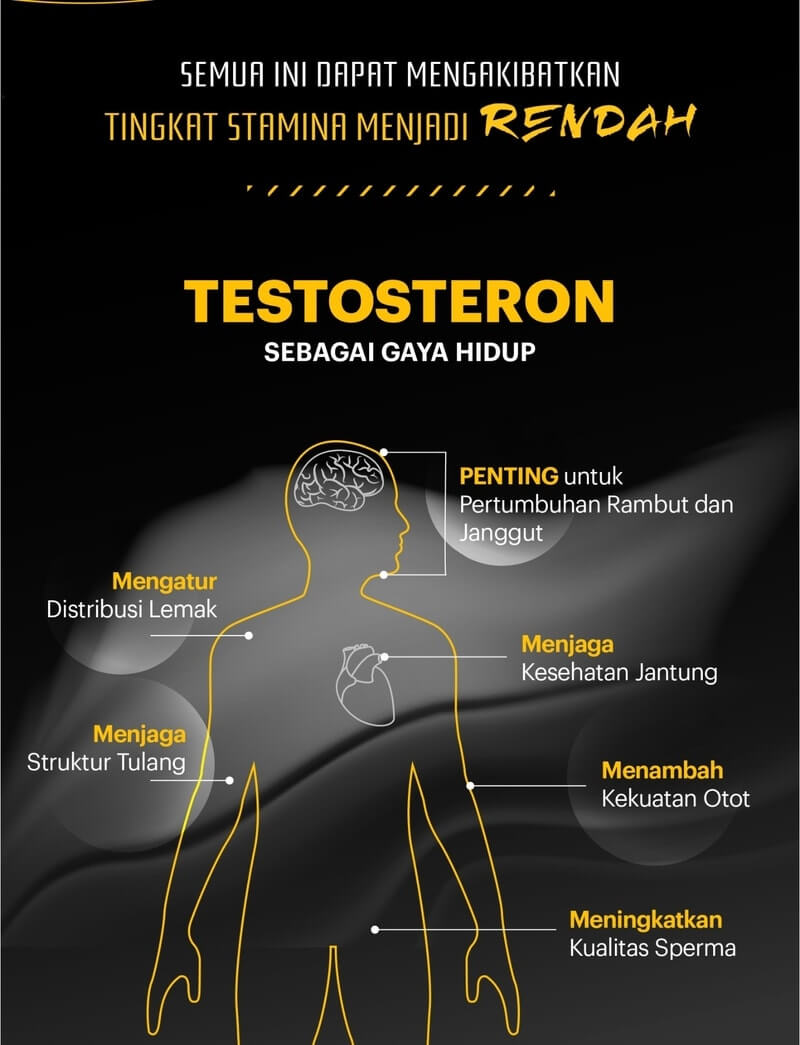 SEMUA INI DAPAT MENGAKIBATKAN
TINGKAT STAMINA MENJADI RENDAH
TESTOSTERON
SEBAGAI GAYA HIDUP
PENTING untuk
Pertumbuhan Rambut dan
Janggut
Mengatur
Distribusi Lemak
Menjaga
Kesehatan Jantung
Menjaga
Struktur Tulang
Menambah
Kekuatan Otot
Meningkatkan
Kualitas Sperma